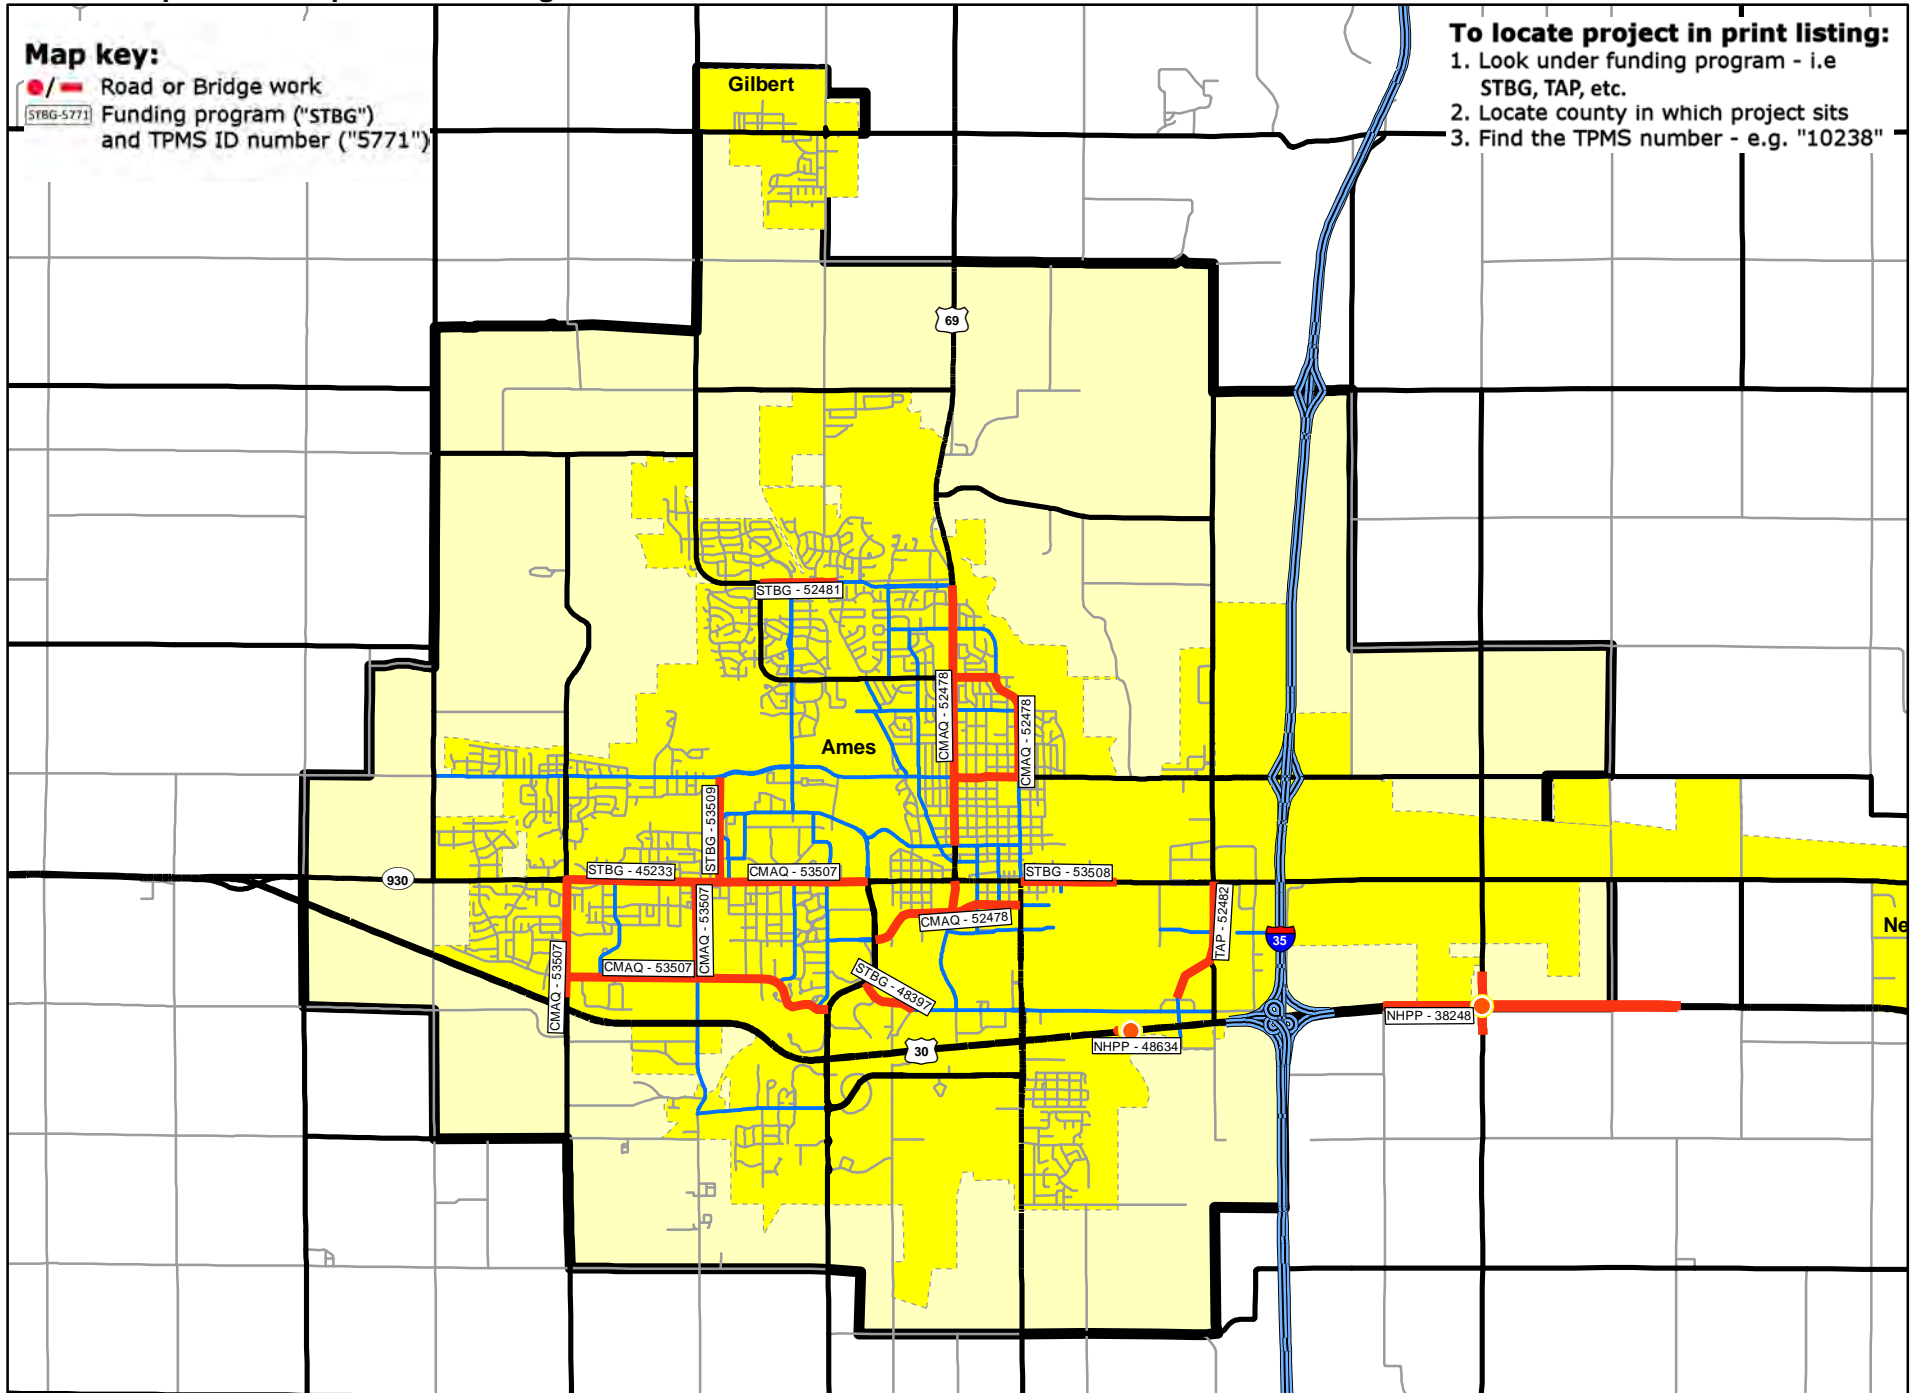 Map key:
Road or Bridge work
STBG-5771
Funding program ("STBG")
and TPMS ID number ("5771")
To locate project in print listing:
1. Look under funding program - i.e
STBG, TAP, etc.
2. Locate county in which project sits
3. Find the TPMS number - e.g. "10238"
Gilbert
69
STBG - 52481
CMAQ - 52478
CMAQ - 52478
Ames
STBG - 53509
930
STBG - 45233
CMAQ - 53507
STBG - 53508
CMAQ - 53507
CMAQ - 52478
TAP - 52482
Ne
35
CMAQ - 53507
CMAQ - 53507
STBG - 48397
NHPP - 38248
30
NHPP - 48634